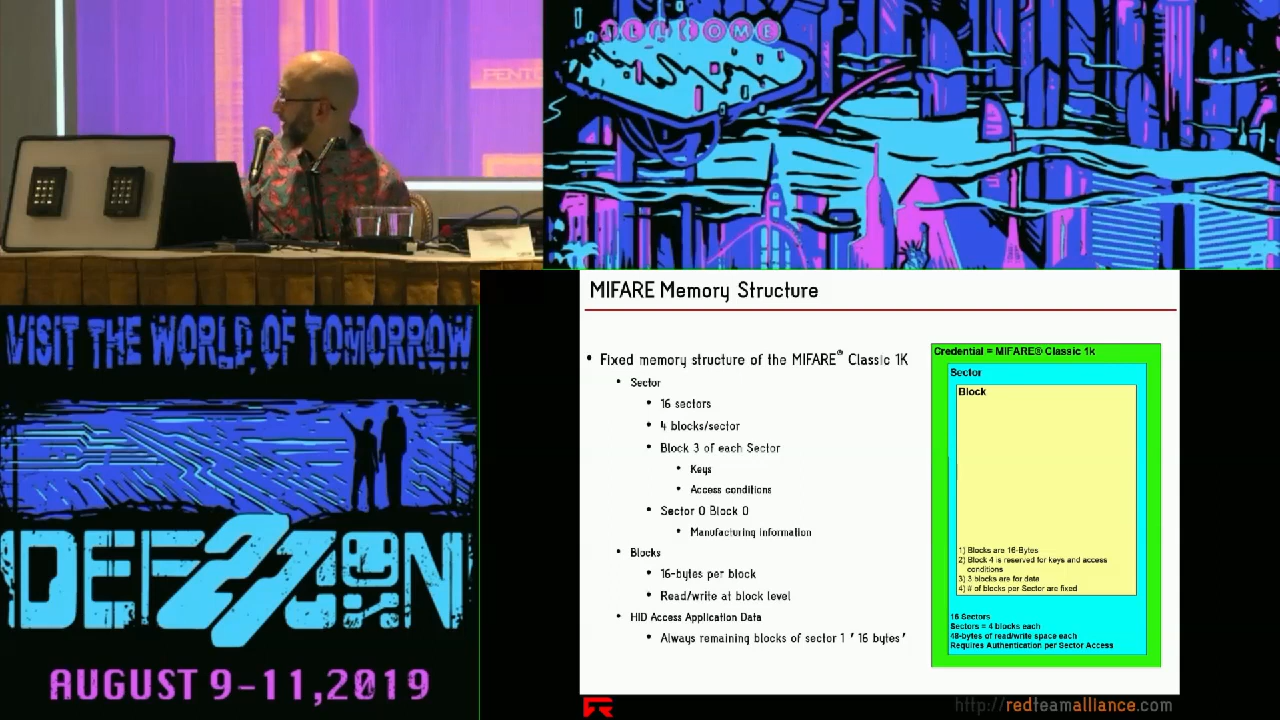 WELCOME
PENTO
VISIT THE WORLD OF TOMORROW
DEF CON
27
AUGUST 9-11,2019
MIFARE Memory Structure
• Fixed memory structure of the MIFARE® Classic 1K
• Sector
• 16 sectors
• 4 blocks/sector
• Block 3 of each Sector
• Keys
• Access conditions
• Sector 0 Block 0
• Manufacturing information
• Blocks
• 16-bytes per block
• Read/write at block level
• HID Access Application Data
• Always remaining blocks of sector 1 ' 16 bytes'
Credential = MIFARE® Classic 1k
Sector
Block
1) Blocks are 16-Bytes
2) Block 4 is reserved for keys and access
conditions
3) 3 blocks are for data
4) # of blocks per Sector are fixed
16 Sectors
Sectors = 4 blocks each
48-bytes of read/write space each
Requires Authentication per Sector Access
http://redteamalliance.com